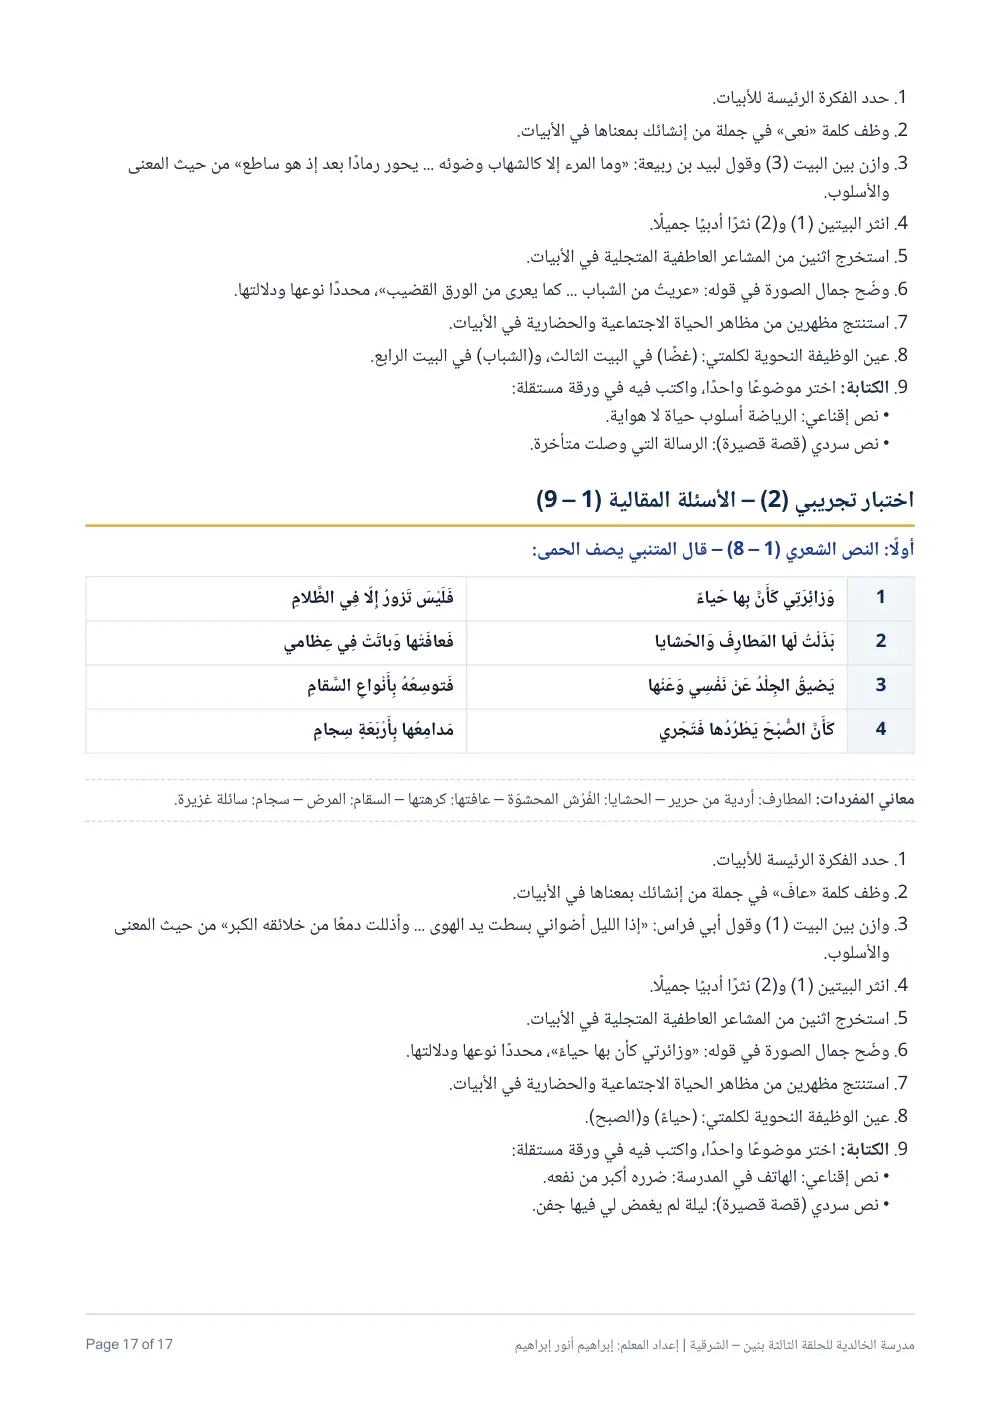 1. حدد الفكرة الرئيسة للأبيات.
2. وظف كلمة «نعى» في جملة من إنشائك بمعناها في الأبيات.
3. وازن بين البيت (3) وقول لبيد بن ربيعة: «وما المرء إلا كالشهاب وضوئه ... يحور رمادًا بعد إذ هو ساطع» من حيث المعنى
والأسلوب.
4. انثر البيتين (1) و(2) نثرًا أدبيًا جميلًا.
5. استخرج اثنين من المشاعر العاطفية المتجلية في الأبيات.
6. وضّح جمال الصورة في قوله: «عريتُ من الشباب ... كما يعرى من الورق القضيب»، محددًا نوعها ودلالتها.
7. استنتج مظهرين من مظاهر الحياة الاجتماعية والحضارية في الأبيات.
8. عين الوظيفة النحوية لكلمتي: (غضًا) في البيت الثالث، و(الشباب) في البيت الرابع.
9. الكتابة: اختر موضوعًا واحدًا، واكتب فيه في ورقة مستقلة:
• نص إقناعي: الرياضة أسلوب حياة لا هواية.
• نص سردي (قصة قصيرة): الرسالة التي وصلت متأخرة.
اختبار تجريبي (2) – الأسئلة المقالية (1 – 9)
أولًا: النص الشعري (1 – 8) – قال المتنبي يصف الحمى:
1 وَزائِرَتِي كَأَنَّ بِها حَياءً فَلَيْسَ تَزورُ إِلّا فِي الظَّلامِ
2 بَذَلْتُ لَها المَطارِفَ وَالحَشايا فَعافَتْها وَباتَتْ فِي عِظامي
3 يَضيقُ الجِلْدُ عَنْ نَفْسِي وَعَنْها فَتوسِعُهُ بِأَنْواعِ السَّقامِ
4 كَأَنَّ الصُّبْحَ يَطْرُدُها فَتَجْري مَدامِعُها بِأَرْبَعَةٍ سِجامِ
معاني المفردات: المطارف: أردية من حرير – الحشايا: الفُرُش المحشوّة – عافتها: كرهتها – السقام: المرض – سجام: سائلة غزيرة.
1. حدد الفكرة الرئيسة للأبيات.
2. وظف كلمة «عافَ» في جملة من إنشائك بمعناها في الأبيات.
3. وازن بين البيت (1) وقول أبي فراس: «إذا الليل أضواني بسطت يد الهوى ... وأذللت دمعًا من خلائقه الكبر» من حيث المعنى
والأسلوب.
4. انثر البيتين (1) و(2) نثرًا أدبيًا جميلًا.
5. استخرج اثنين من المشاعر العاطفية المتجلية في الأبيات.
6. وضّح جمال الصورة في قوله: «وزائرتي كأن بها حياءً»، محددًا نوعها ودلالتها.
7. استنتج مظهرين من مظاهر الحياة الاجتماعية والحضارية في الأبيات.
8. عين الوظيفة النحوية لكلمتي: (حياءً) و(الصبح).
9. الكتابة: اختر موضوعًا واحدًا، واكتب فيه في ورقة مستقلة:
• نص إقناعي: الهاتف في المدرسة: ضرره أكبر من نفعه.
• نص سردي (قصة قصيرة): ليلة لم يغمض لي فيها جفن.
مدرسة الخالدية للحلقة الثالثة بنين – الشرقية | إعداد المعلم: إبراهيم أنور إبراهيم
Page 17 of 17